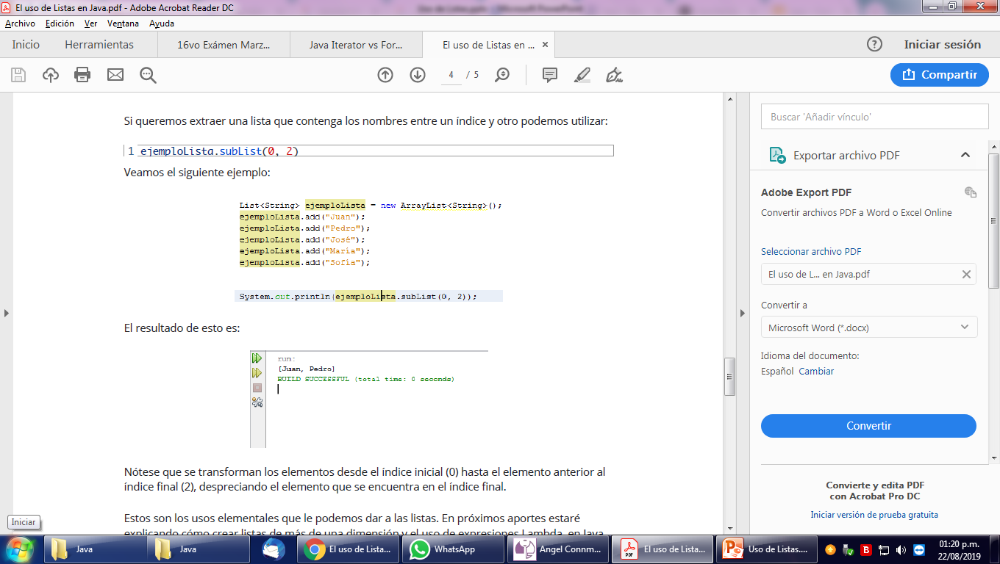 El uso de Listas en Java.pdf - Adobe Acrobat Reader DC
Archivo Edición Ver Ventana Ayuda
Inicio Herramientas 16vo Exámen Marz... Java Iterator vs For... El uso de Listas en ... × Iniciar sesión
4 / 5 Compartir
Si queremos extraer una lista que contenga los nombres entre un índice y otro podemos utilizar:
1 ejemploLista.subList(0, 2)
Veamos el siguiente ejemplo:
List<String> ejemploLista = new ArrayList<String>();
ejemploLista.add("Juan");
ejemploLista.add("Pedro");
ejemploLista.add("José");
ejemploLista.add("María");
ejemploLista.add("Sofía");
System.out.println(ejemploLista.subList(0, 2));
El resultado de esto es:
run:
[Juan, Pedro]
BUILD SUCCESSFUL (total time: 0 seconds)
Nótese que se transforman los elementos desde el índice inicial (0) hasta el elemento anterior al
índice final (2), despreciando el elemento que se encuentra en el índice final.
Estos son los usos elementales que le podemos dar a las listas. En próximos aportes estaré
explicando cómo crear listas de más de una dimensión y el uso de expresiones Lambda, en Java
Buscar 'Añadir vínculo'
Exportar archivo PDF
Adobe Export PDF
Convertir archivos PDF a Word o Excel Online
Seleccionar archivo PDF
El uso de L... en Java.pdf
Convertir a
Microsoft Word (*.docx)
Idioma del documento:
Español Cambiar
Convertir
Convierte y edita PDF
con Acrobat Pro DC
Iniciar versión de prueba gratuita
Iniciar
Java Java El uso de Lista... WhatsApp Angel Connm... El uso de Lista... Uso de Listas....
01:20 p.m.
22/08/2019